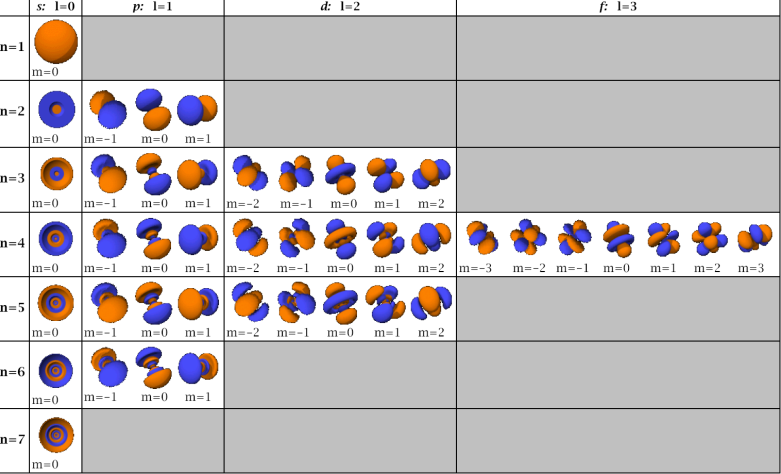 s: l=0 p: l=1 d: l=2 f: l=3
n=1
m=0
n=2
m=0 m=-1 m=0 m=1
n=3
m=0 m=-1 m=0 m=1 m=-2 m=-1 m=0 m=1 m=2
n=4
m=0 m=-1 m=0 m=1 m=-2 m=-1 m=0 m=1 m=2 m=-3 m=-2 m=-1 m=0 m=1 m=2 m=3
n=5
m=0 m=-1 m=0 m=1 m=-2 m=-1 m=0 m=1 m=2
n=6
m=0 m=-1 m=0 m=1
n=7
m=0